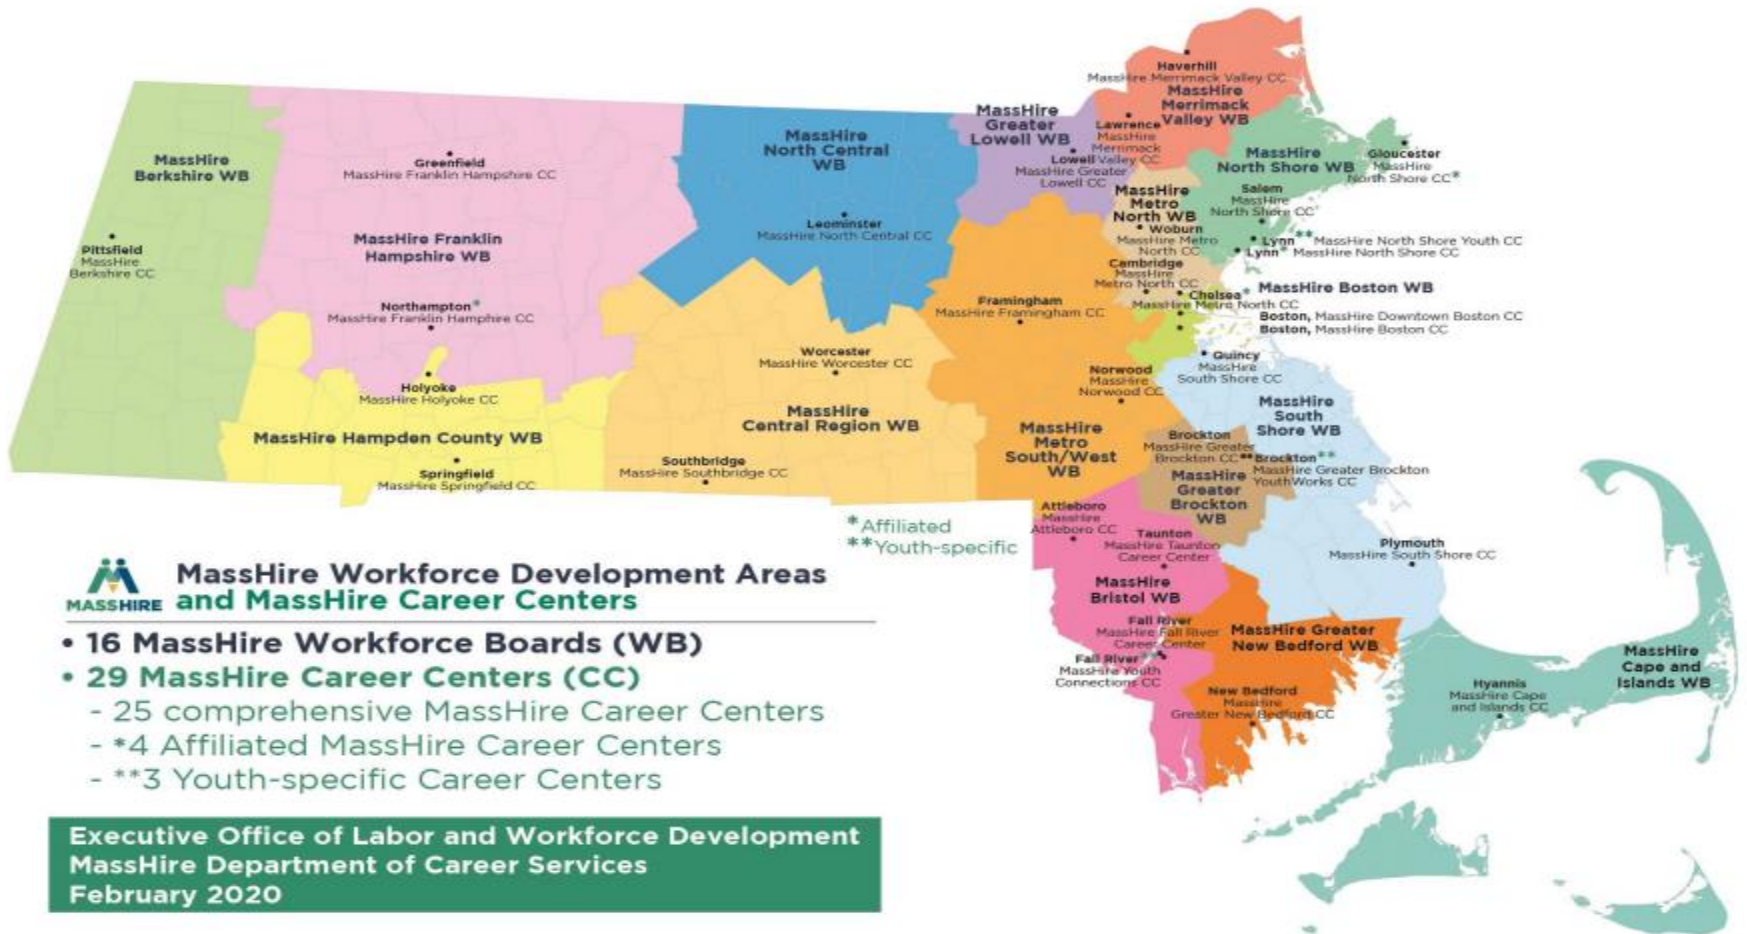 Haverhill
MassHire Merrimack Valley CC
MassHire
Merrimack
Valley WB
Lawrence
MassHire
Merrimack
Valley CC
MassHire
Greater
Lowell WB
Lowell
MassHire Greater
Lowell CC
MassHire
North Central
WB
Leominster
MassHire North Central CC
MassHire
Berkshire WB
Pittsfield
MassHire
Berkshire CC
Greenfield
MassHire Franklin Hampshire CC
MassHire Franklin
Hampshire WB
Northampton*
MassHire Franklin Hamphire CC
Holyoke
MassHire Holyoke CC
MassHire Hampden County WB
Springfield
MassHire Springfield CC
Worcester
MassHire Worcester CC
MassHire
Central Region WB
Southbridge
MassHire Southbridge CC
Framingham
MassHire Framingham CC
Norwood
MassHire
Norwood CC
MassHire
Metro
South/West
WB
MassHire
Metro
North WB
Woburn
MassHire Metro
North CC
Cambridge
MassHire
Metro North CC
Chelsea*
MassHire Metro North CC
MassHire
North Shore WB
Gloucester
MassHire
North Shore CC*
Salem
MassHire
North Shore CC
Lynn** MassHire North Shore Youth CC
Lynn* MassHire North Shore CC
MassHire Boston WB
Boston, MassHire Downtown Boston CC
Boston, MassHire Boston CC
Quincy
MassHire
South Shore CC
MassHire
South
Shore WB
Brockton
MassHire Greater
Brockton CC
Brockton**
MassHire Greater Brockton
YouthWorks CC
MassHire
Greater
Brockton
WB
Plymouth
MassHire South Shore CC
Attleboro
MassHire
Attleboro CC
Taunton
MassHire Taunton
Career Center
MassHire
Bristol WB
Fall River
MassHire Fall River
Career Center
Fall River**
MassHire Youth
Connections CC
MassHire Greater
New Bedford WB
New Bedford
MassHire
Greater New Bedford CC
Hyannis
MassHire Cape
and Islands CC
MassHire
Cape and
Islands WB
*Affiliated
**Youth-specific
MASSHIRE
MassHire Workforce Development Areas
and MassHire Career Centers
• 16 MassHire Workforce Boards (WB)
• 29 MassHire Career Centers (CC)
- 25 comprehensive MassHire Career Centers
- *4 Affiliated MassHire Career Centers
- **3 Youth-specific Career Centers
Executive Office of Labor and Workforce Development
MassHire Department of Career Services
February 2020